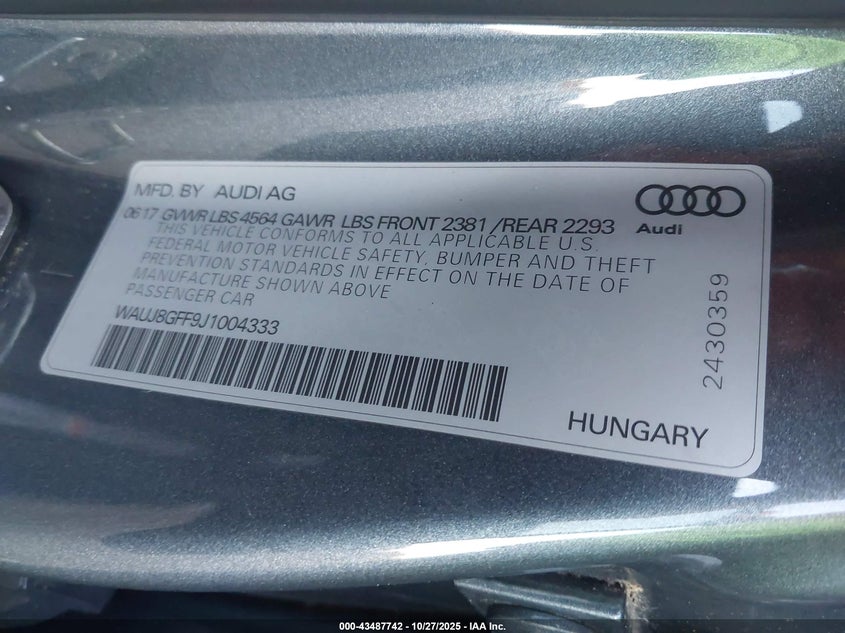 MFD. BY AUDI AG
0617 GVWR LBS 4564 GAWR LBS FRONT 2381 /REAR 2293
THIS VEHICLE CONFORMS TO ALL APPLICABLE U.S.
FEDERAL MOTOR VEHICLE SAFETY, BUMPER AND THEFT
PREVENTION STANDARDS IN EFFECT ON THE DATE OF
MANUFACTURE SHOWN ABOVE
PASSENGER CAR
WAUJ8GFF9J1004333
Audi
2430359
HUNGARY
000-43487742 - 10/27/2025 - IAA Inc.